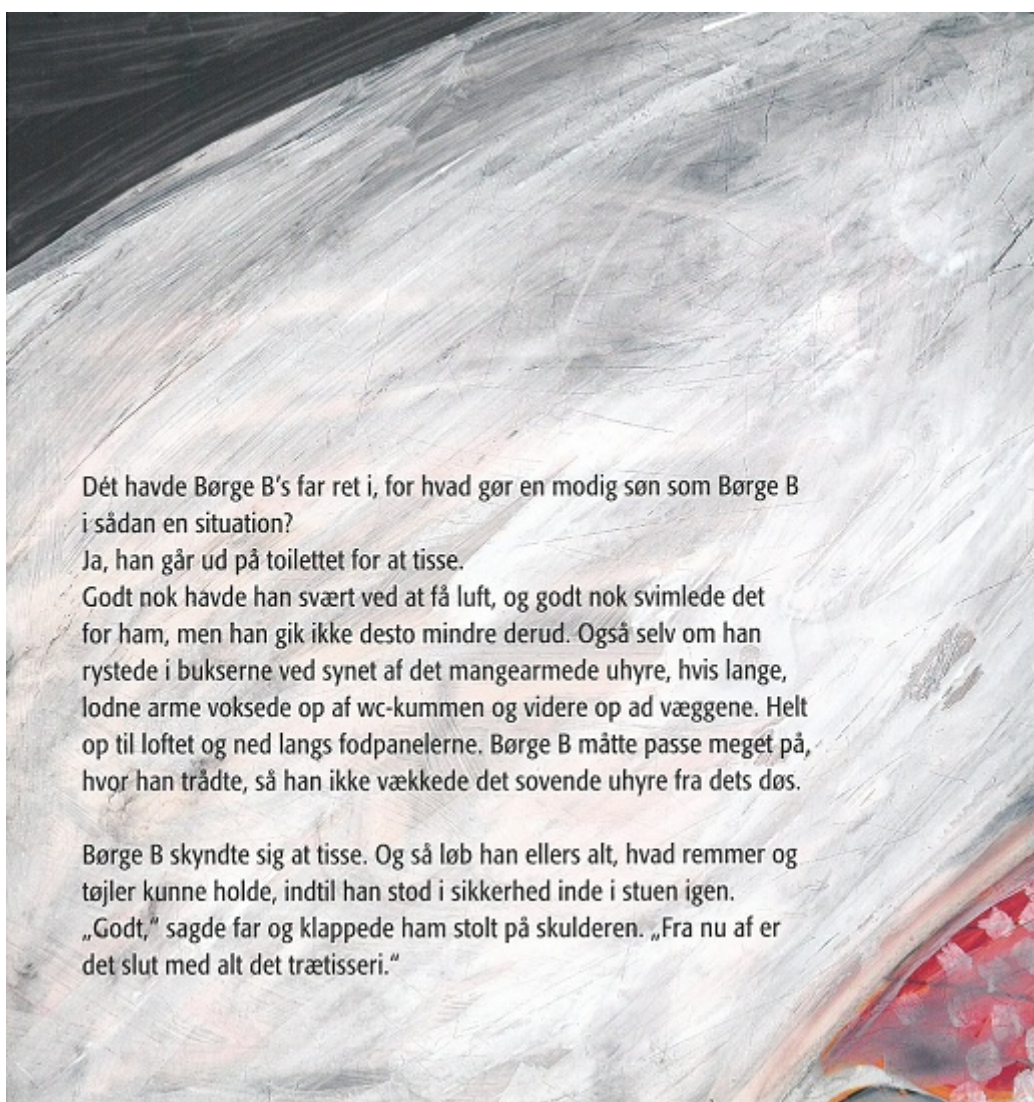 Dét havde Børge B's far ret i, for hvad gør en modig søn som Børge B
i sådan en situation?
Ja, han går ud på toilettet for at tisse.
Godt nok havde han svært ved at få luft, og godt nok svimlede det
for ham, men han gik ikke desto mindre derud. Også selv om han
rystede i bukserne ved synet af det mangearmede uhyre, hvis lange,
lodne arme voksede op af wc-kummen og videre op ad væggene. Helt
op til loftet og ned langs fodpanelerne. Børge B måtte passe meget på,
hvor han trådte, så han ikke vækkede det sovende uhyre fra dets døs.

Børge B skyndte sig at tisse. Og så løb han ellers alt, hvad remmer og
tøjler kunne holde, indtil han stod i sikkerhed inde i stuen igen.
„Godt,“ sagde far og klappede ham stolt på skulderen. „Fra nu af er
det slut med alt det trætisseri.“